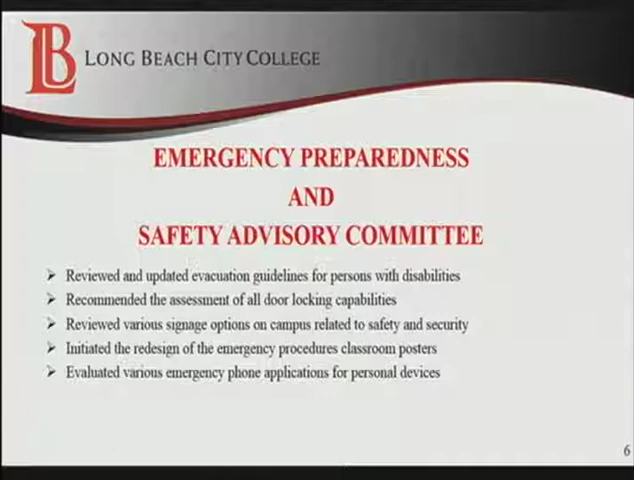 LB LONG BEACH CITY COLLEGE
EMERGENCY PREPAREDNESS
AND
SAFETY ADVISORY COMMITTEE
Reviewed and updated evacuation guidelines for persons with disabilities
Recommended the assessment of all door locking capabilities
Reviewed various signage options on campus related to safety and security
Initiated the redesign of the emergency procedures classroom posters
Evaluated various emergency phone applications for personal devices
6